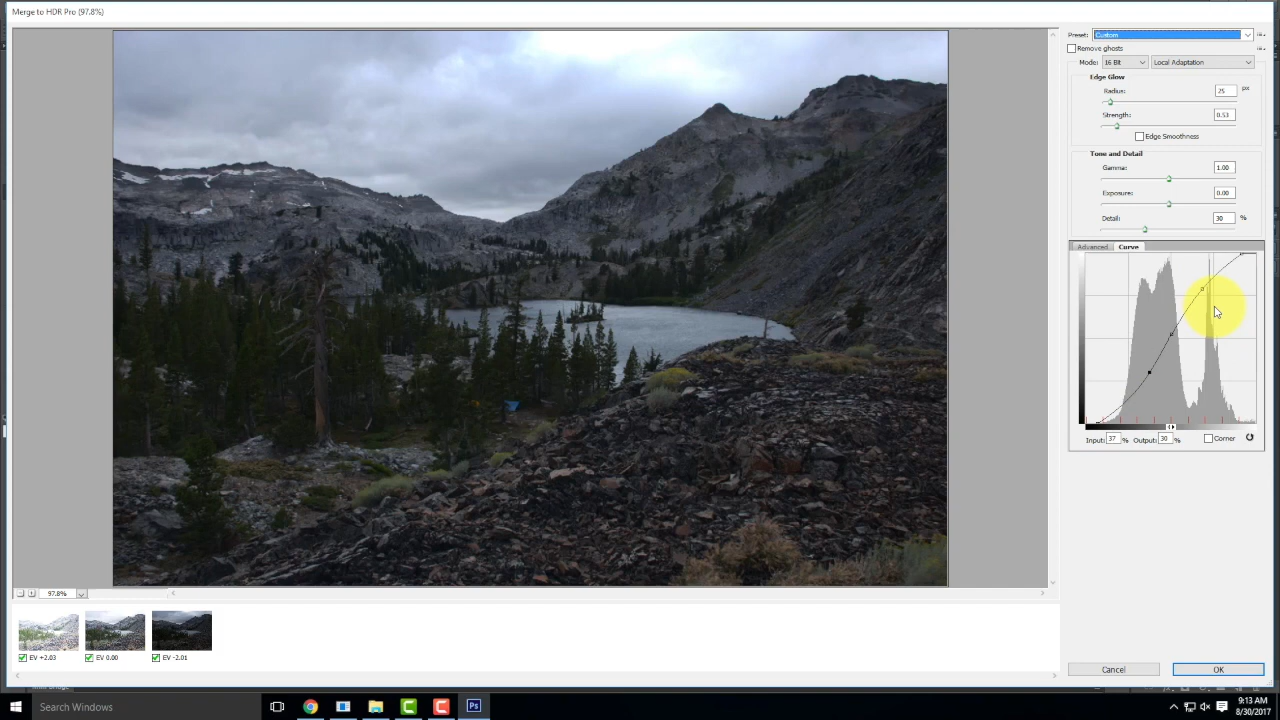 Merge to HDR Pro (97.8%)
Preset: Custom
Remove ghosts
Mode: 16 Bit Local Adaptation
Edge Glow
Radius: 25 px
Strength: 0.53
Edge Smoothness
Tone and Detail
Gamma: 1.00
Exposure: 0.00
Detail: 30 %
Advanced Curve
Input: 37 % Output: 30 % Corner
97.8%
EV +2.03 EV 0.00 EV -2.01
Cancel OK
Mini Bridge
Search Windows
Ps
9:13 AM
8/30/2017